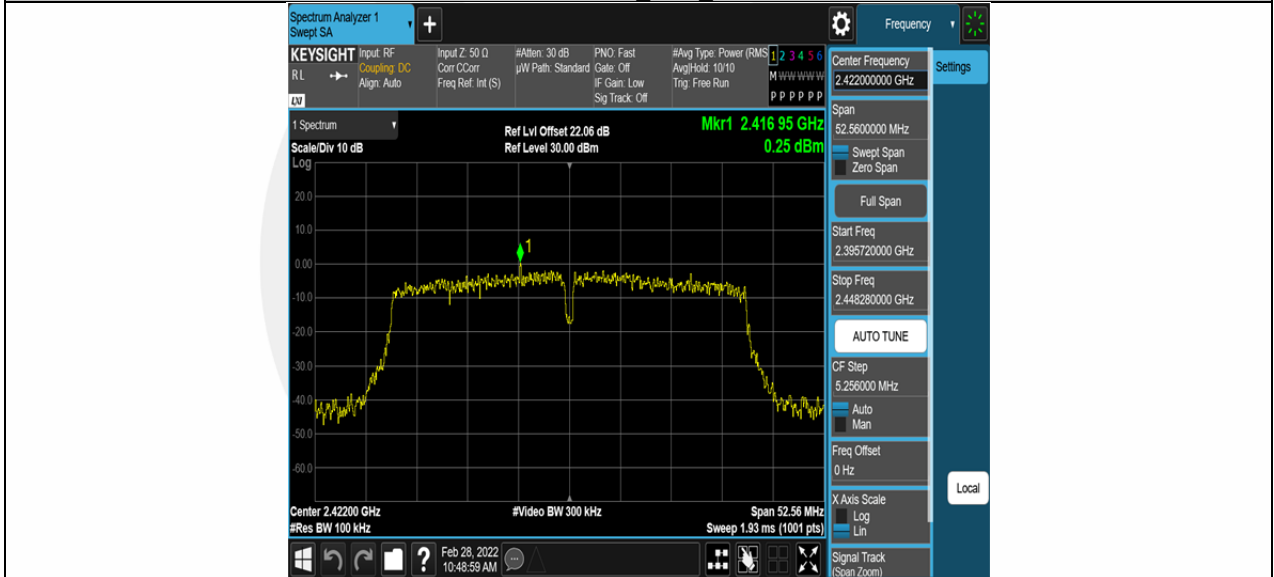 Spectrum Analyzer 1
Swept SA
+
Frequency
KEYSIGHT
RL
LXI
Input: RF
Coupling: DC
Align: Auto
Input Z: 50 Ω
Corr CCorr
Freq Ref: Int (S)
#Atten: 30 dB
µW Path: Standard
PNO: Fast
Gate: Off
IF Gain: Low
Sig Track: Off
#Avg Type: Power (RMS
Avg|Hold: 10/10
Trig: Free Run
1 2 3 4 5 6
M W W W W W
P P P P P P
1 Spectrum
Scale/Div 10 dB
Log
Ref Lvl Offset 22.06 dB
Ref Level 30.00 dBm
Mkr1 2.416 95 GHz
0.25 dBm
20.0
10.0
0.00
-10.0
-20.0
-30.0
-40.0
-50.0
-60.0
1
Center 2.42200 GHz
#Res BW 100 kHz
#Video BW 300 kHz
Span 52.56 MHz
Sweep 1.93 ms (1001 pts)
?
Feb 28, 2022
10:48:59 AM
Center Frequency
2.422000000 GHz
Settings
Span
52.5600000 MHz
Swept Span
Zero Span
Full Span
Start Freq
2.395720000 GHz
Stop Freq
2.448280000 GHz
AUTO TUNE
CF Step
5.256000 MHz
Auto
Man
Freq Offset
0 Hz
X Axis Scale
Log
Lin
Local
Signal Track
(Span Zoom)